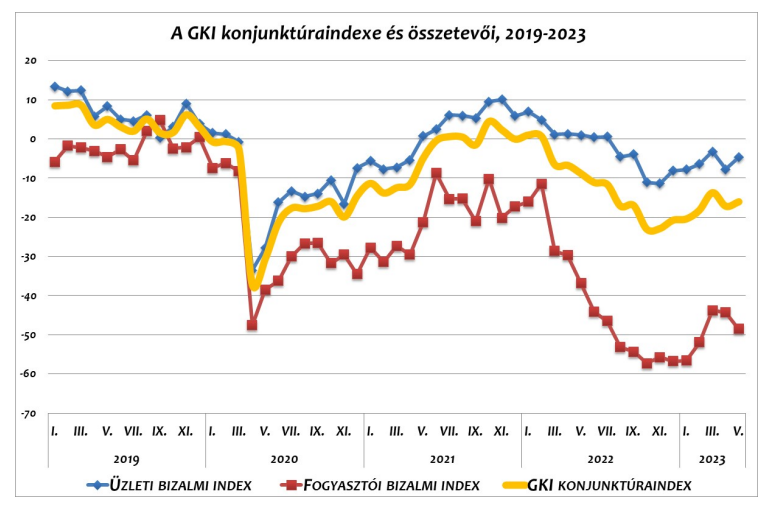 A GKI konjunktúraindexe és összetevői, 2019-2023
20
10
0
-10
-20
-30
-40
-50
-60
-70
I. III. V. VII. IX. XI. I. III. V. VII. IX. XI. I. III. V. VII. IX. XI. I. III. V. VII. IX. XI. I. III. V.
2019 2020 2021 2022 2023
ÜZLETI BIZALMI INDEX FOGYASZTÓI BIZALMI INDEX GKI KONJUNKTÚRAINDEX